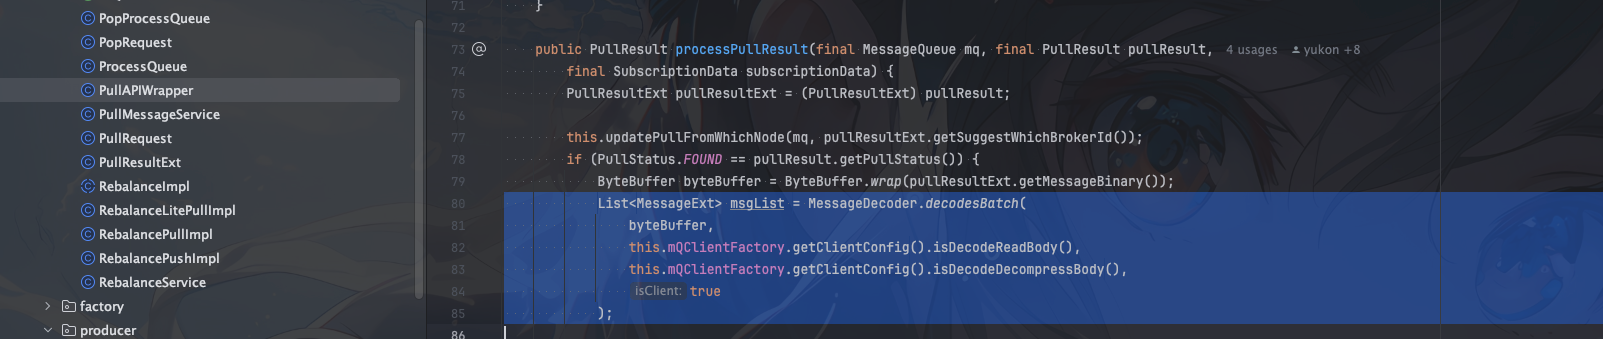 PopProcessQueue
PopRequest
ProcessQueue
PullAPIWrapper
PullMessageService
PullRequest
PullResultExt
RebalanceImpl
RebalanceLitePullImpl
RebalancePullImpl
RebalancePushImpl
RebalanceService
factory
producer
71 }
72
73 public PullResult processPullResult(final MessageQueue mq, final PullResult pullResult, 4 usages yukon +8
74 final SubscriptionData subscriptionData) {
75 PullResultExt pullResultExt = (PullResultExt) pullResult;
76
77 this.updatePullFromWhichNode(mq, pullResultExt.getSuggestWhichBrokerId());
78 if (PullStatus.FOUND == pullResult.getPullStatus()) {
79 ByteBuffer byteBuffer = ByteBuffer.wrap(pullResultExt.getMessageBinary());
80 List<MessageExt> msgList = MessageDecoder.decodesBatch(
81 byteBuffer,
82 this.mQClientFactory.getClientConfig().isDecodeReadBody(),
83 this.mQClientFactory.getClientConfig().isDecodeDecompressBody(),
84 isClient: true
85 );
86